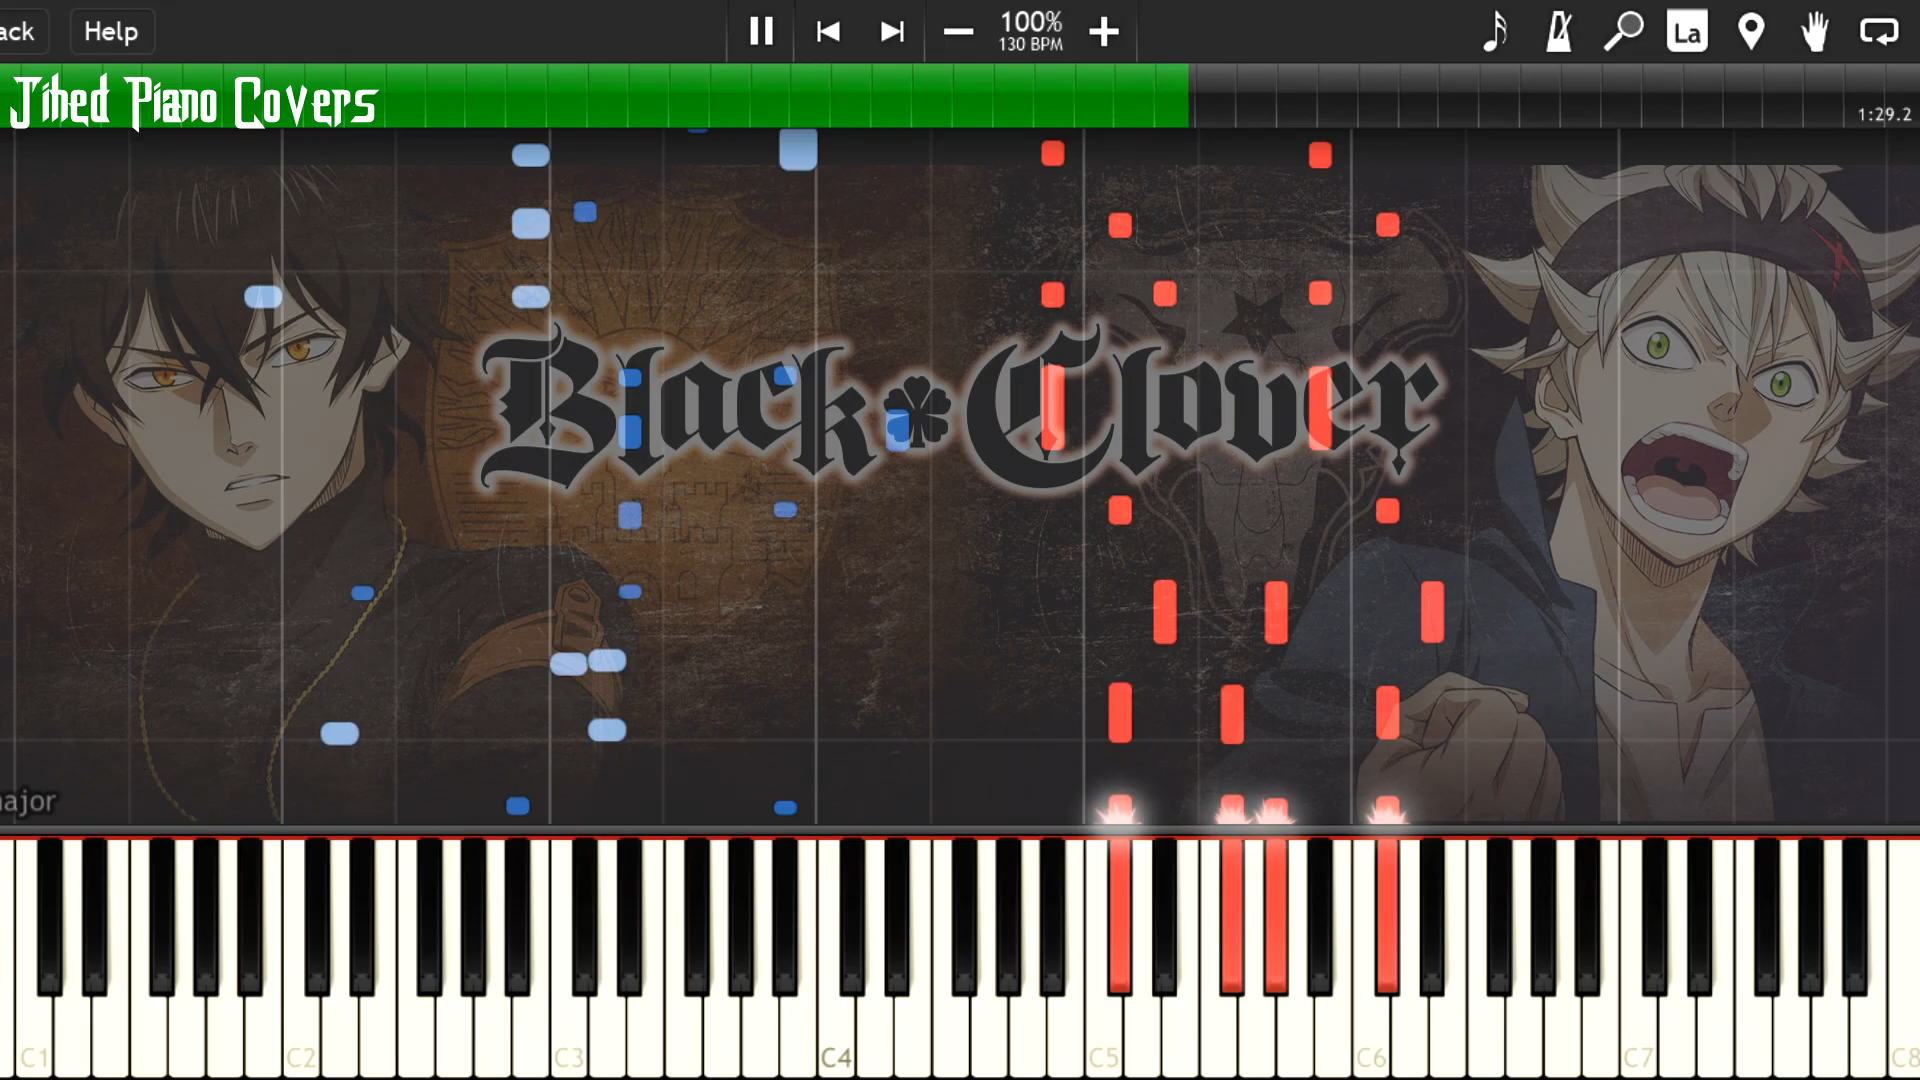 ack
Help
100%
130 BPM
La
Jihed Piano Covers
1:29.2
Black Clover
major
C1
C2
C3
C4
C5
C6
C7
C8